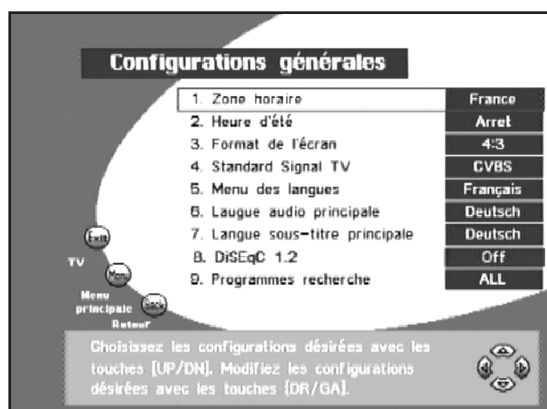 Configurations générales
1. Zone horaire France
2. Heure d'été Arret
3. Format de l'écran 4:3
4. Standard Signal TV CVBS
5. Menu des langues Français
6. Laugue audio principale Deutsch
7. Langue sous-titre principale Deutsch
8. DiSEqC 1.2 Off
9. Programmes recherche ALL
Exit
TV
Menu
Menu
principale
Back
Retour
Choisissez les configurations désirées avec les
touches [UP/DN]. Modifiez les configurations
désirées avec les touches [DR/GA].